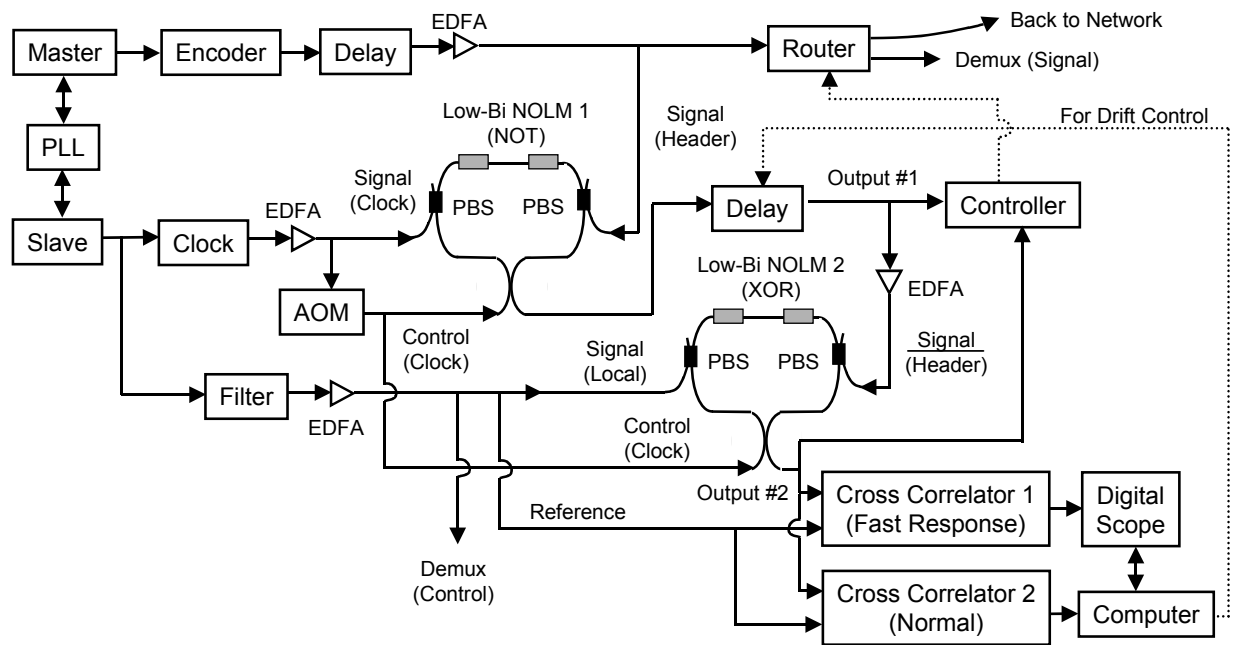 EDFA
Back to Network
Master
Encoder
Delay
Router
Demux (Signal)
Low-Bi NOLM 1
(NOT)
Signal
(Header)
For Drift Control
PLL
Signal
(Clock)
PBS
PBS
Output #1
Delay
Controller
EDFA
Slave
Clock
Low-Bi NOLM 2
(XOR)
EDFA
AOM
Control
(Clock)
Signal
(Local)
PBS
PBS
Signal
(Header)
Filter
EDFA
Control
(Clock)
Output #2
Cross Correlator 1
(Fast Response)
Digital
Scope
Reference
Demux
(Control)
Cross Correlator 2
(Normal)
Computer